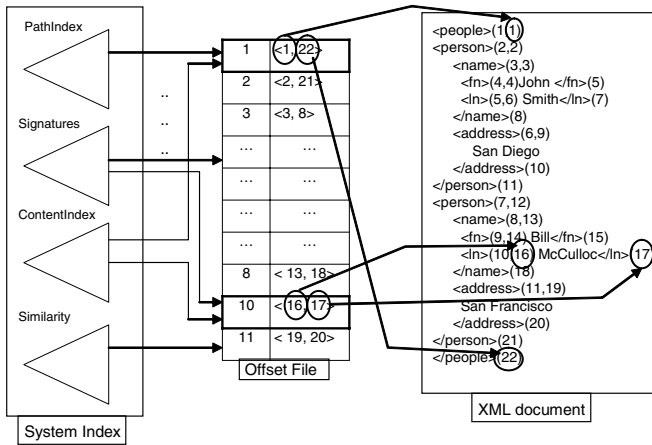 PathIndex
Signatures
ContentIndex
Similarity
System Index
..
.
.
1 <1, 22>
2 <2, 21>
3 <3, 8>
... ...
... ...
... ...
... ...
8 < 13, 18>
10 < 16, 17>
11 < 19, 20>
Offset File
<people>(1,1)
<person>(2,2)
<name>(3,3)
<fn>(4,4)John </fn>(5)
<ln>(5,6) Smith</ln>(7)
</name>(8)
<address>(6,9)
San Diego
</address>(10)
</person>(11)
<person>(7,12)
<name>(8,13)
<fn>(9,14) Bill</fn>(15)
<ln>(10,16) McCulloc</ln>(17)
</name>(18)
<address>(11,19)
San Francisco
</address>(20)
</person>(21)
</people>(22)
XML document